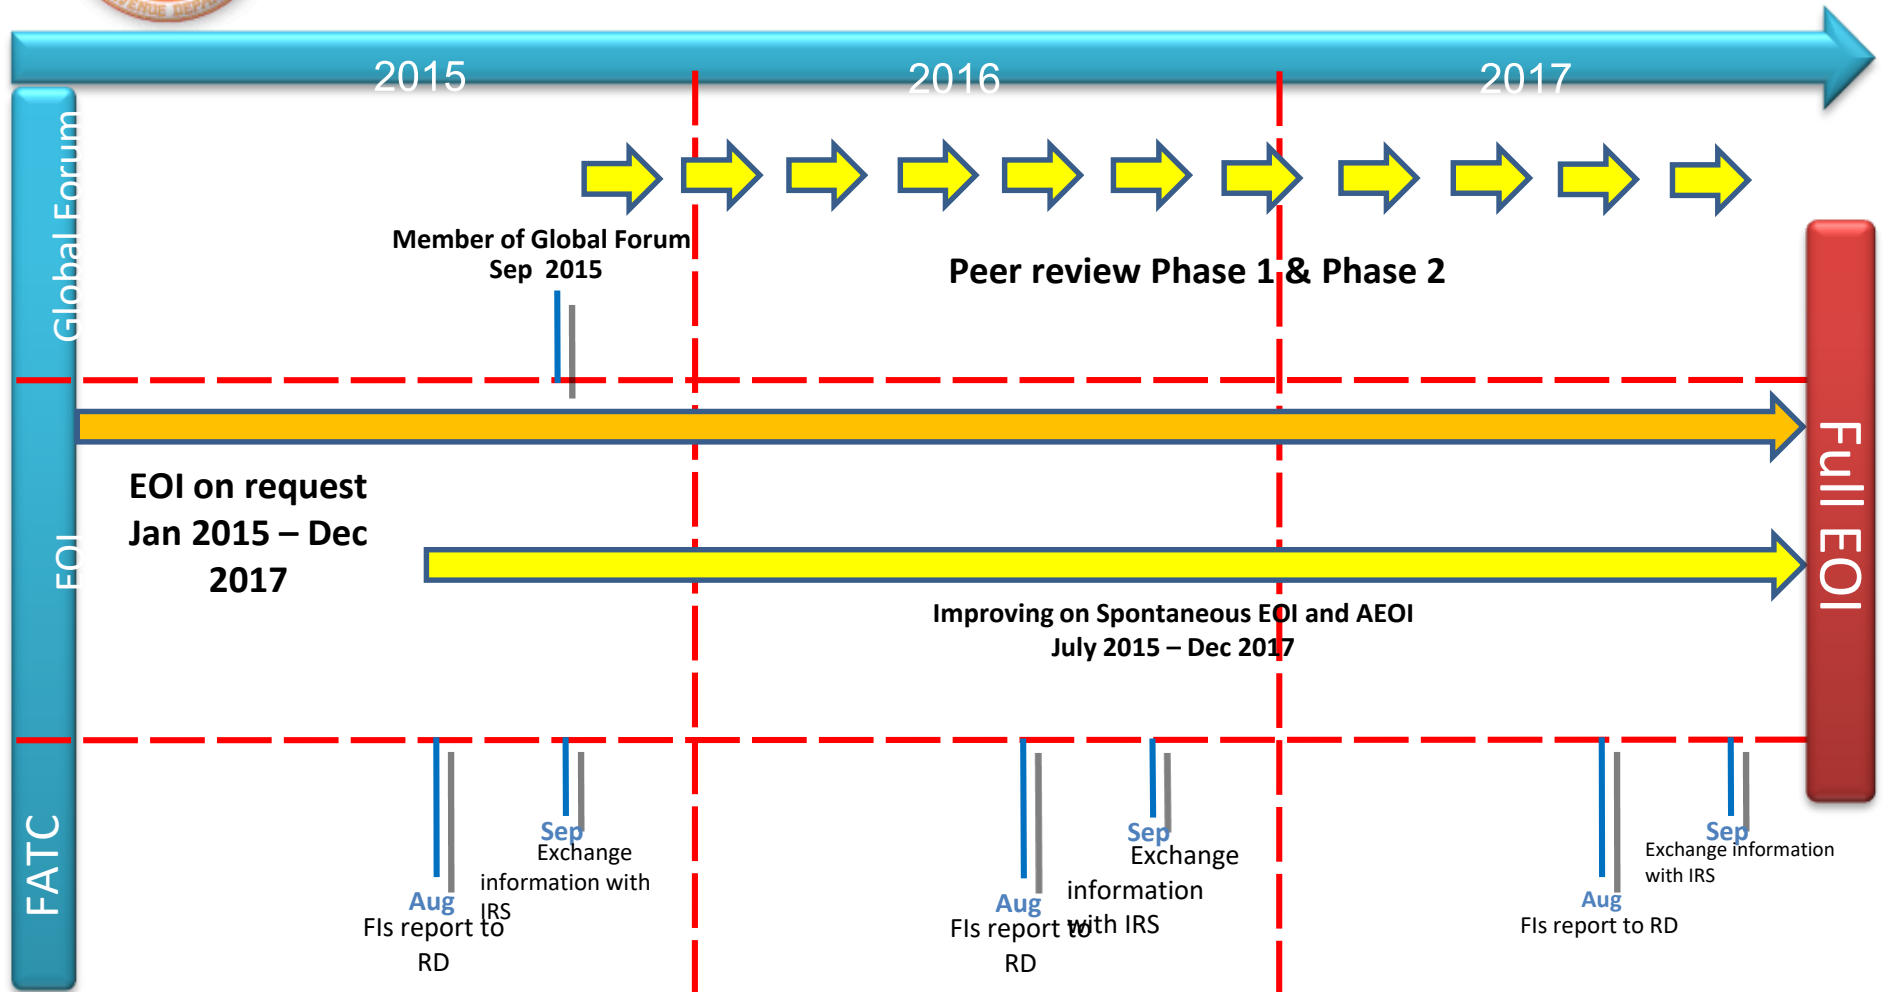 ENUE DEPA
2015
2016
2017
Global Forum
Member of Global Forum
Sep 2015
Peer review Phase 1 & Phase 2
EOI
EOI on request
Jan 2015 – Dec
2017
Improving on Spontaneous EOI and AEOI
July 2015 – Dec 2017
Full EOI
FATC
Aug
FIs report to
RD
Sep
Exchange
information with
IRS
Aug
FIs report to
RD
Sep
Exchange
information
with IRS
Aug
FIs report to RD
Sep
Exchange information
with IRS